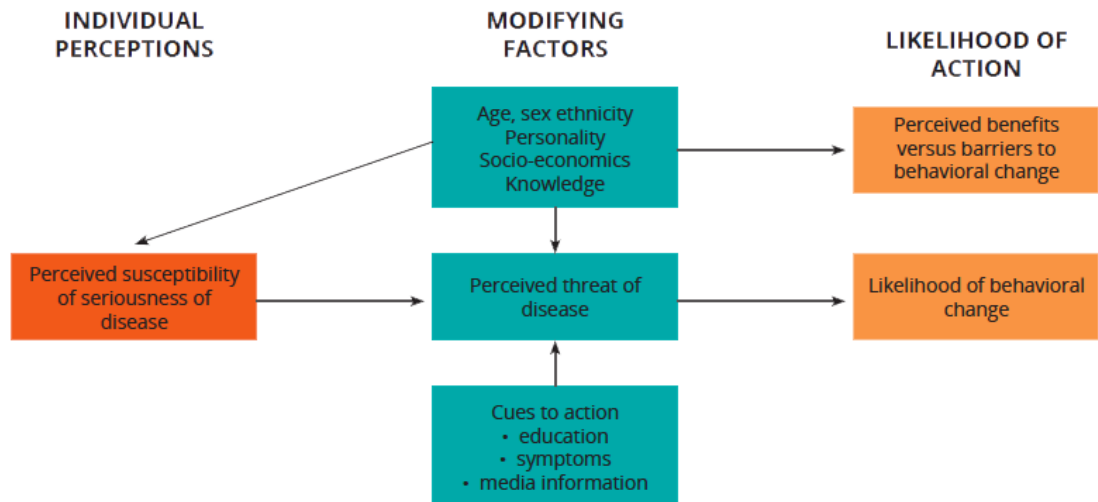 INDIVIDUAL
PERCEPTIONS
MODIFYING
FACTORS
LIKELIHOOD OF
ACTION
Age, sex ethnicity
Personality
Socio-economics
Knowledge
Perceived benefits
versus barriers to
behavioral change
Perceived susceptibility
of seriousness of
disease
Perceived threat of
disease
Likelihood of behavioral
change
Cues to action
• education
• symptoms
• media information